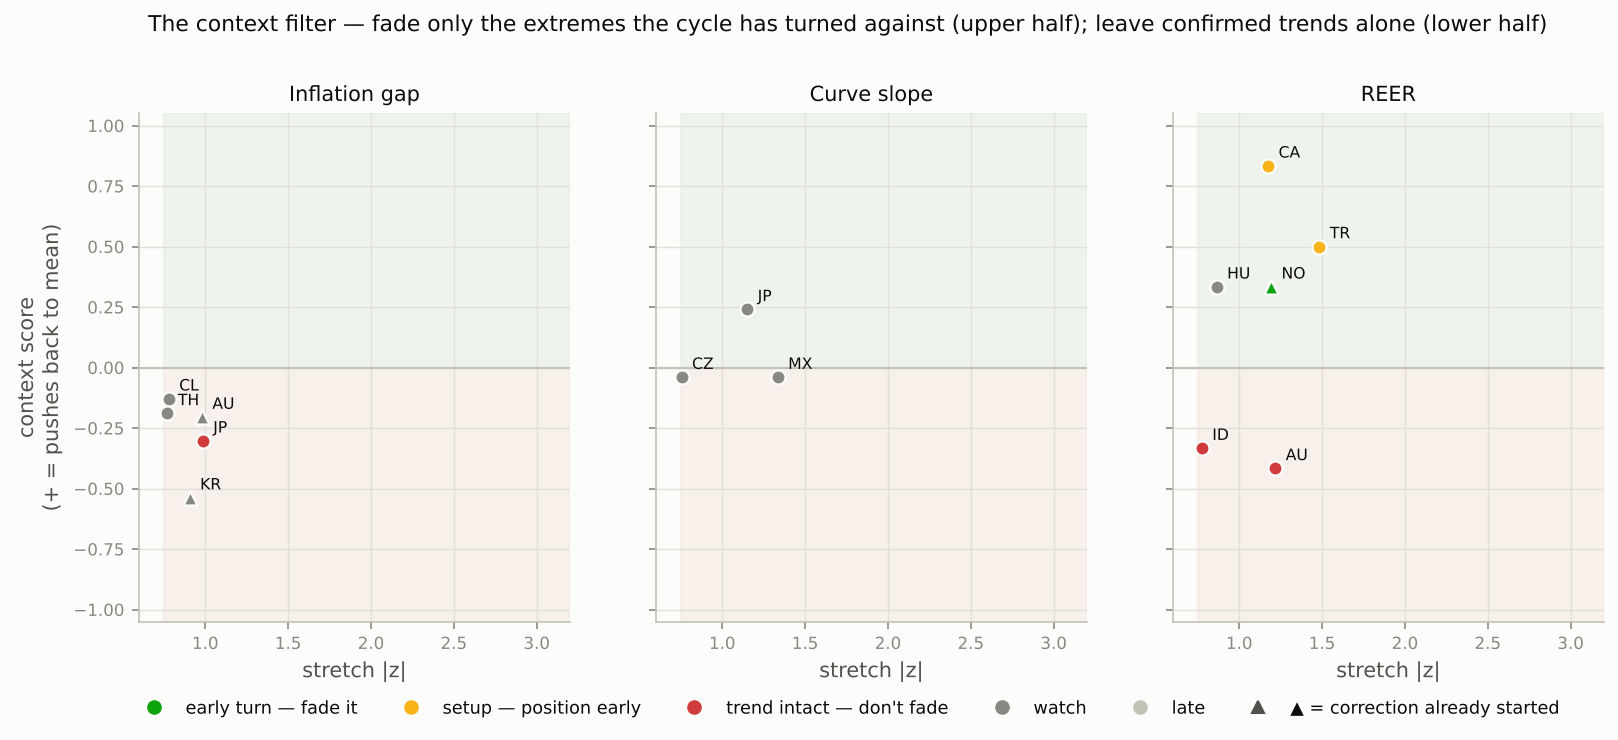 The context filter — fade only the extremes the cycle has turned against (upper half); leave confirmed trends alone (lower half)
Inflation gap
Curve slope
REER
context score
(+ = pushes back to mean)
1.00
0.75
0.50
0.25
0.00
−0.25
−0.50
−0.75
−1.00
CL
TH
AU
JP
KR
JP
CZ
MX
CA
TR
HU
NO
ID
AU
1.0 1.5 2.0 2.5 3.0
1.0 1.5 2.0 2.5 3.0
1.0 1.5 2.0 2.5 3.0
stretch |z|
stretch |z|
stretch |z|
early turn — fade it
setup — position early
trend intact — don't fade
watch
late
▲ = correction already started